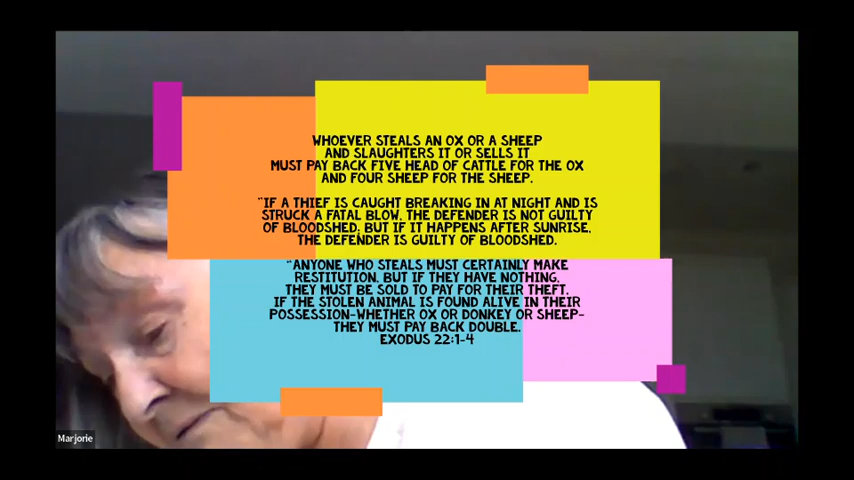 WHOEVER STEALS AN OX OR A SHEEP
AND SLAUGHTERS IT OR SELLS IT
MUST PAY BACK FIVE HEAD OF CATTLE FOR THE OX
AND FOUR SHEEP FOR THE SHEEP.
"IF A THIEF IS CAUGHT BREAKING IN AT NIGHT AND IS
STRUCK A FATAL BLOW, THE DEFENDER IS NOT GUILTY
OF BLOODSHED; BUT IF IT HAPPENS AFTER SUNRISE,
THE DEFENDER IS GUILTY OF BLOODSHED.
"ANYONE WHO STEALS MUST CERTAINLY MAKE
RESTITUTION, BUT IF THEY HAVE NOTHING,
THEY MUST BE SOLD TO PAY FOR THEIR THEFT.
IF THE STOLEN ANIMAL IS FOUND ALIVE IN THEIR
POSSESSION-WHETHER OX OR DONKEY OR SHEEP-
THEY MUST PAY BACK DOUBLE.
EXODUS 22:1-4
Marjorie